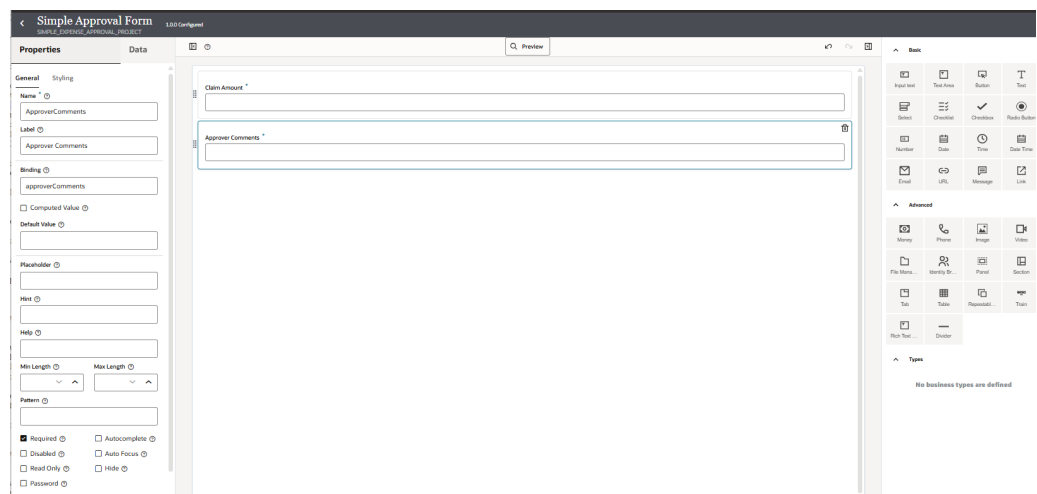 Simple Approval Form 1.0.0 Configured
SIMPLE_EXPENSE_APPROVAL_PROJECT
Properties Data
General Styling
Name *
ApproverComments
Label
Approver Comments
Binding
approverComments
Computed Value
Default Value
Placeholder
Hint
Help
Min Length Max Length
Pattern
Required Autocomplete
Disabled Auto Focus
Read Only Hide
Password
Preview
Claim Amount *
Approver Comments *
Basic
Input text Text Area Button Text
Select Checklist Checkbox Radio Button
Number Date Time Date Time
Email URL Message Link
Advanced
Money Phone Image Video
File Mana... Identity Br... Panel Section
Tab Table Repeatabl... Train
Rich Text ... Divider
Types
No business types are defined